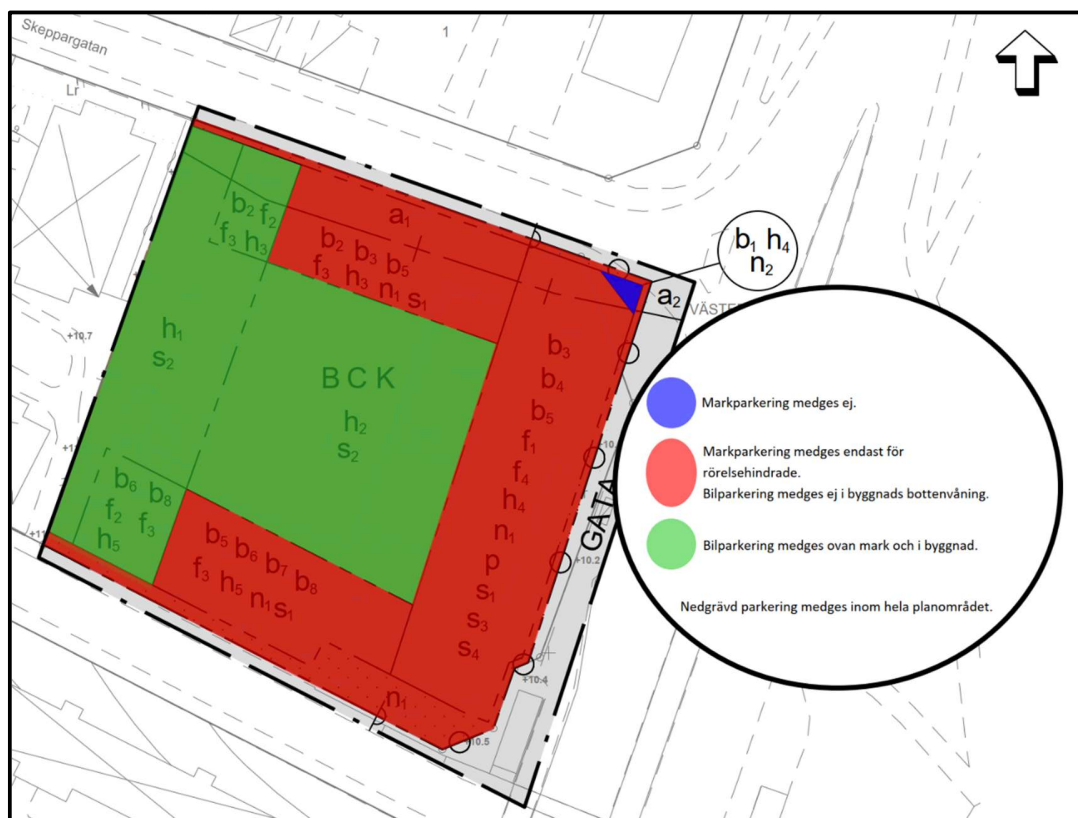 Skeppargatan
1
Lr
b₂ f₂
f₃ h₃
a₁
b₂ b₃ b₅
f₃ h₃ n₁ s₁
b₁ h₄
n₂
a₂
VÄSTE
+10.7
h₁
s₂
B C K
h₂
s₂
b₃
b₄
b₅
f₁
f₄
h₄
n₁
p
s₁
s₃
s₄
GATA
+10.2
+10.4
+10.5
b₆ b₈
f₂ f₃
h₅
b₅ b₆ b₇ b₈
f₃ h₅ n₁ s₁
n₁
Markparkering medges ej.
Markparkering medges endast för
rörelsehindrade.
Bilparkering medges ej i byggnads bottenvåning.
Bilparkering medges ovan mark och i byggnad.
Nedgrävd parkering medges inom hela planområdet.